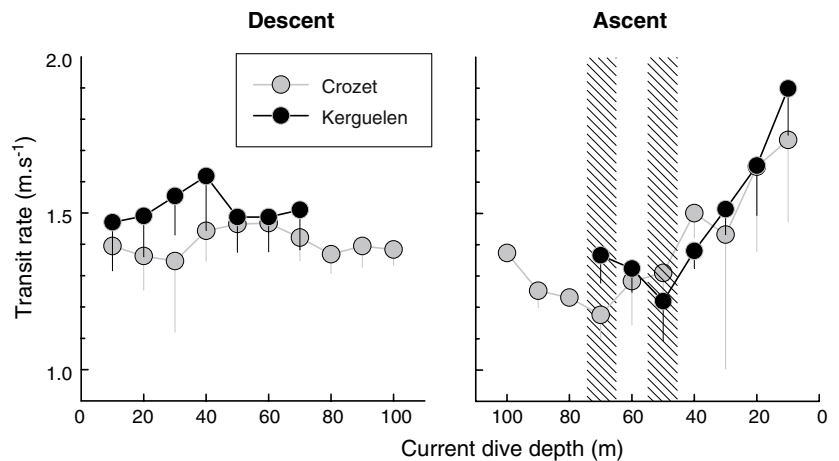 Descent Ascent
2.0
1.5
1.0
Transit rate (m.s-1)
Crozet
Kerguelen
0 20 40 60 80 100
100 80 60 40 20 0
Current dive depth (m)